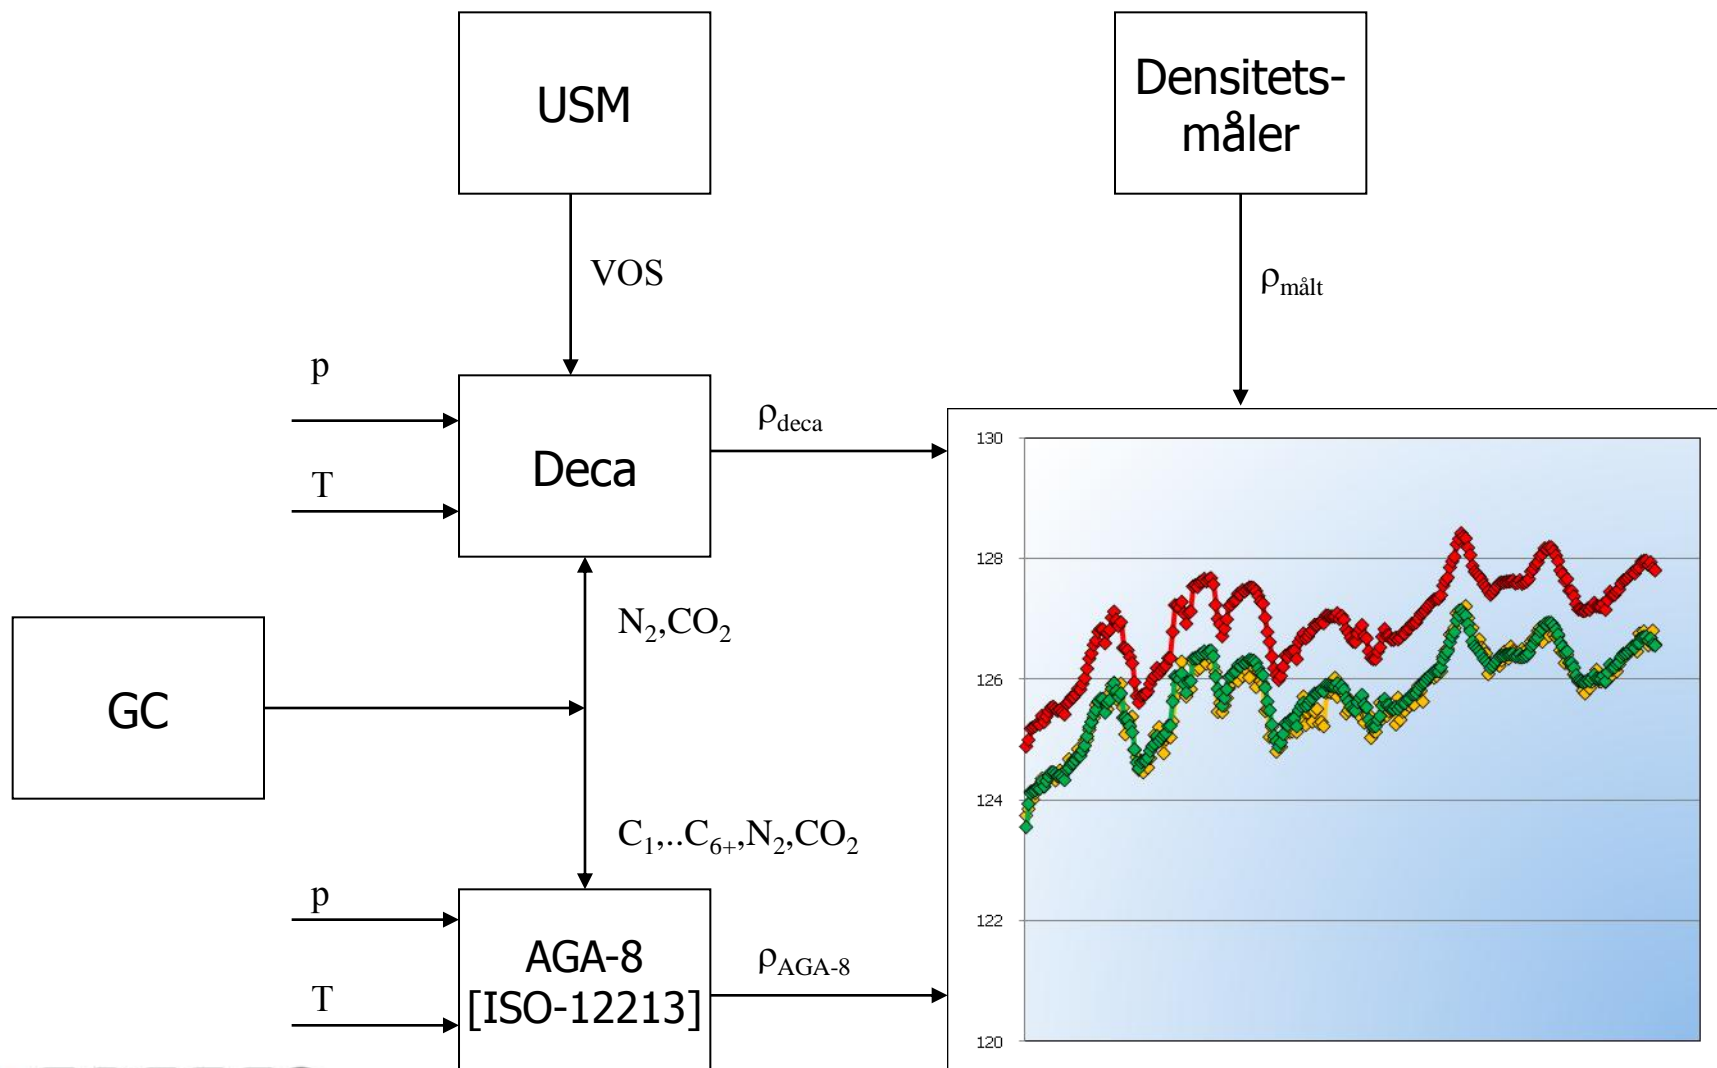 USM
Densitets-
måler
VOS
ρmålt
p
T
Deca
ρdeca
N2,CO2
GC
C1,..C6+,N2,CO2
p
T
AGA-8
[ISO-12213]
ρAGA-8
130
128
126
124
122
120